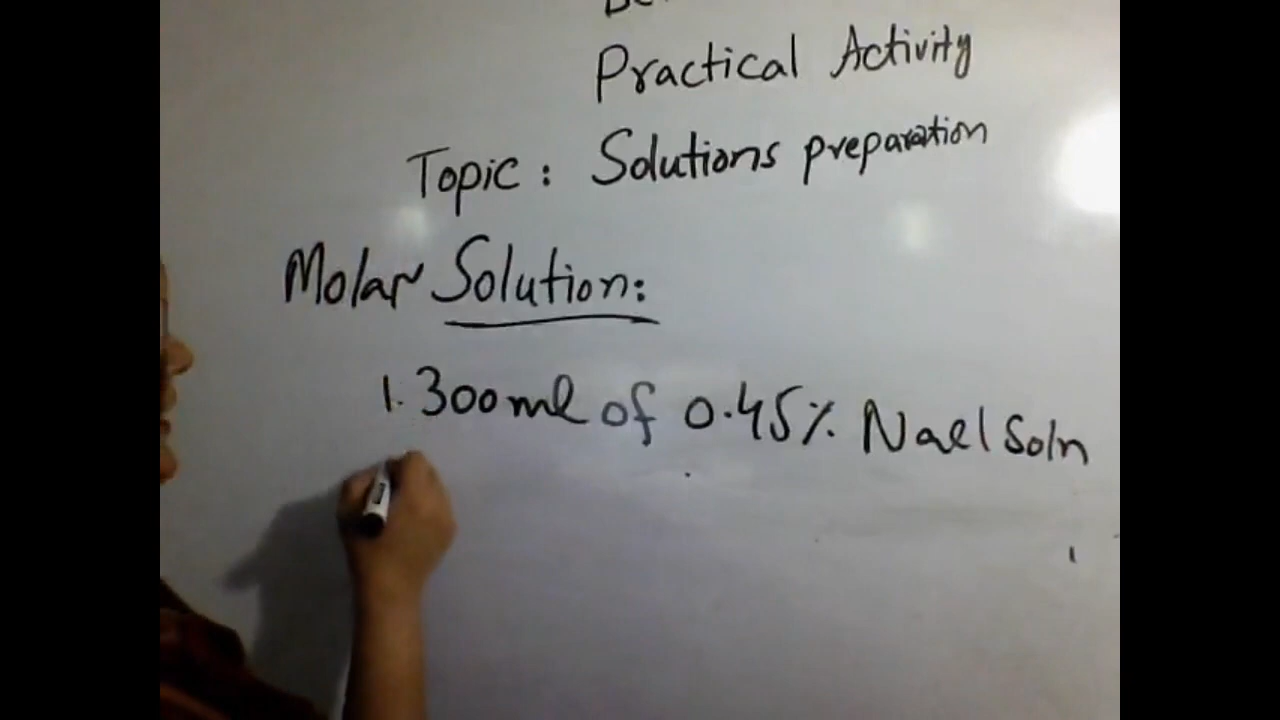 Practical Activity
Topic: Solutions preparation
Molar Solution:
1. 300ml of 0.45% Nacl Soln